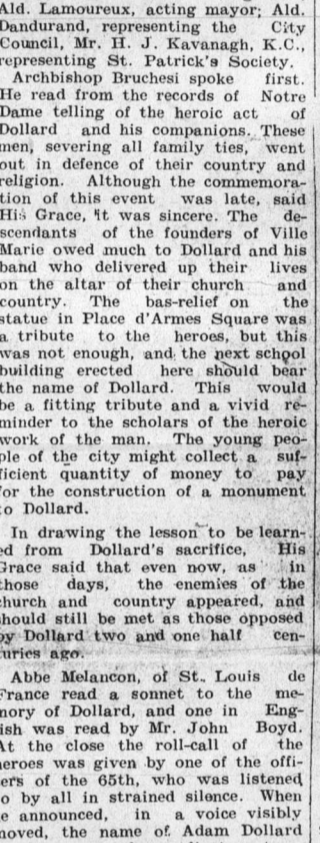 Ald. Lamoureux, acting mayor; Ald.
Dandurand, representing the City
Council, Mr. H. J. Kavanagh, K.C.,
representing St. Patrick's Society.
Archbishop Bruchesi spoke first.
He read from the records of Notre
Dame telling of the heroic act of
Dollard and his companions. These
men, severing all family ties, went
out in defence of their country and
religion. Although the commemora-
tion of this event was late, said
His Grace, it was sincere. The de-
scendants of the founders of Ville
Marie owed much to Dollard and his
band who delivered up their lives
on the altar of their church and
country. The bas-relief on the
statue in Place d'Armes Square was
a tribute to the heroes, but this
was not enough, and the next school
building erected here should bear
the name of Dollard. This would
be a fitting tribute and a vivid re-
minder to the scholars of the heroic
work of the man. The young peo-
ple of the city might collect a suf-
ficient quantity of money to pay
for the construction of a monument
to Dollard.
In drawing the lesson to be learn-
ed from Dollard's sacrifice, His
Grace said that even now, as in
those days, the enemies of the
church and country appeared, and
should still be met as those opposed
by Dollard two and one half cen-
turies ago.
Abbe Melancon, of St. Louis de
France read a sonnet to the me-
mory of Dollard, and one in Eng-
ish was read by Mr. John Boyd.
At the close the roll-call of the
heroes was given by one of the offi-
ers of the 65th, who was listened
o by all in strained silence. When
e announced, in a voice visibly
moved, the name of Adam Dollard